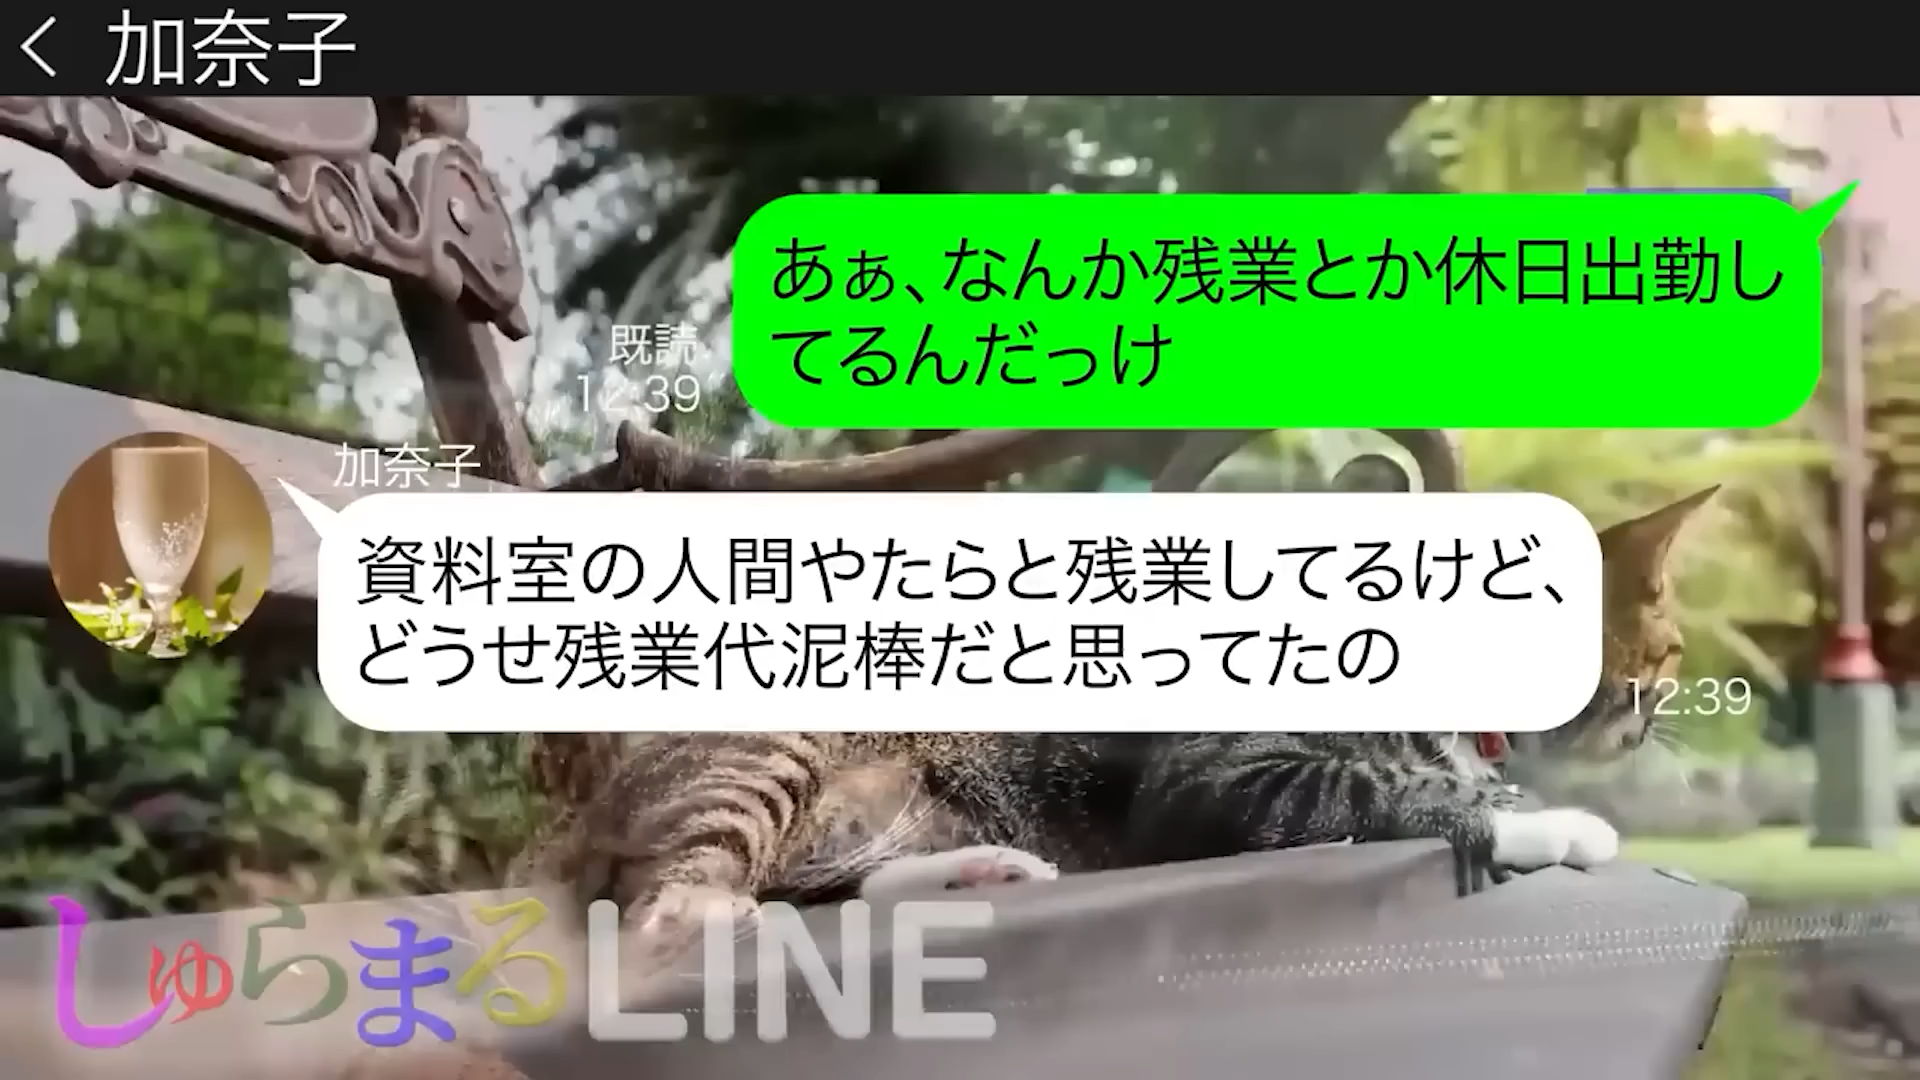 加奈子
あぁ、なんか残業とか休日出勤し
てるんだっけ
既読
12:39
加奈子
資料室の人間やたらと残業してるけど、
どうせ残業代泥棒だと思ってたの
12:39
しゅらまるLINE